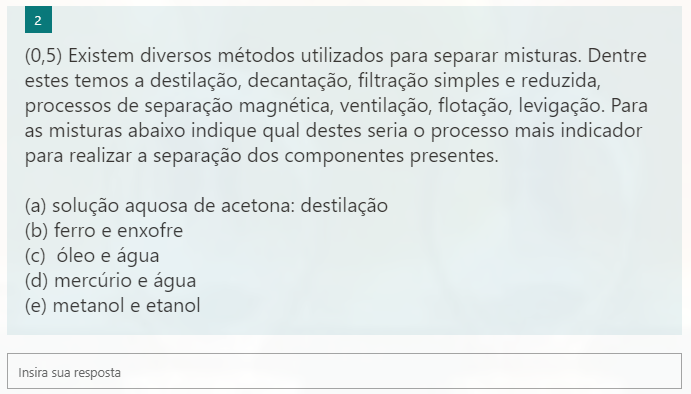 2
(0,5) Existem diversos métodos utilizados para separar misturas. Dentre
estes temos a destilação, decantação, filtração simples e reduzida,
processos de separação magnética, ventilação, flotação, levigação. Para
as misturas abaixo indique qual destes seria o processo mais indicador
para realizar a separação dos componentes presentes.
(a) solução aquosa de acetona: destilação
(b) ferro e enxofre
(c) óleo e água
(d) mercúrio e água
(e) metanol e etanol
Insira sua resposta